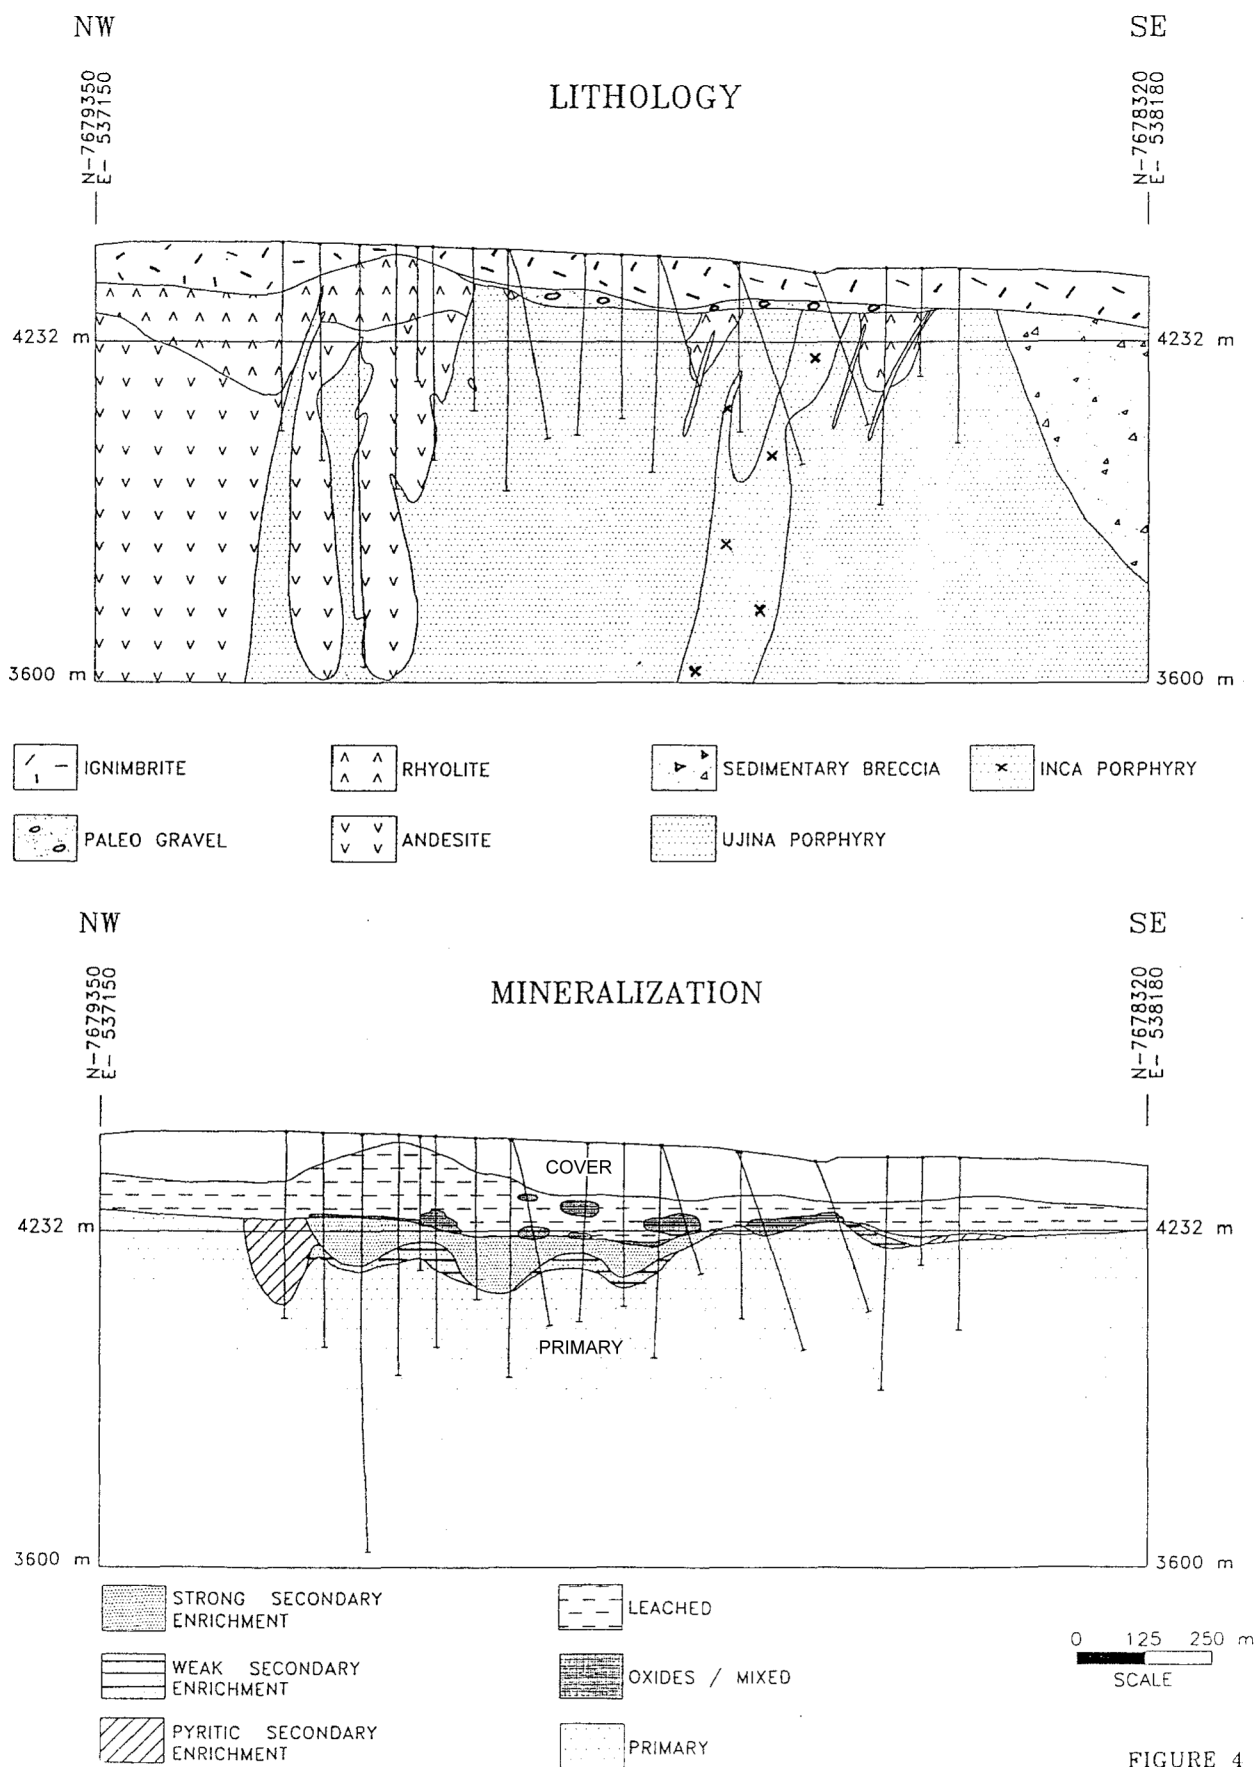 NW
SE
N-7679350
E- 537150
LITHOLOGY
N-7678320
E- 538180
4232 m
4232 m
3600 m
3600 m
IGNIMBRITE
RHYOLITE
SEDIMENTARY BRECCIA
INCA PORPHYRY
PALEO GRAVEL
ANDESITE
UJINA PORPHYRY
NW
SE
N-7679350
E- 537150
MINERALIZATION
N-7678320
E- 538180
COVER
4232 m
4232 m
PRIMARY
3600 m
3600 m
STRONG SECONDARY
ENRICHMENT
LEACHED
WEAK SECONDARY
ENRICHMENT
OXIDES / MIXED
PYRITIC SECONDARY
ENRICHMENT
PRIMARY
0 125 250 m
SCALE
FIGURE 4